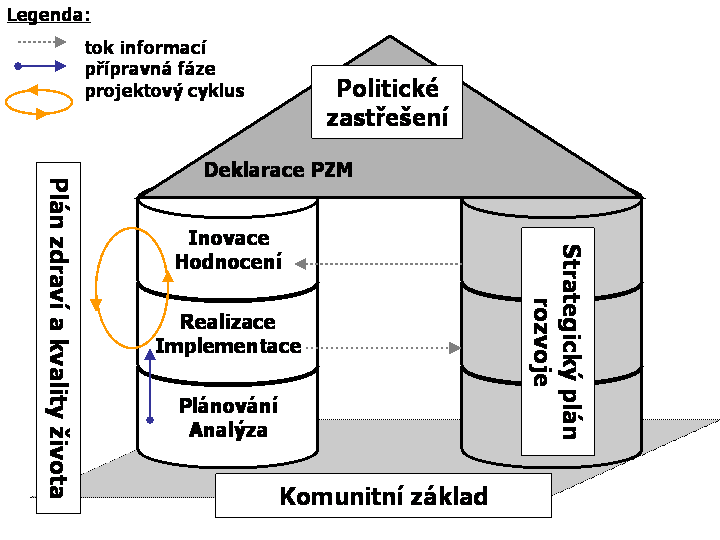 Legenda:
tok informací
přípravná fáze
projektový cyklus
Politické
zastřešení
Deklarace PZM
Plán zdraví a kvality života
Inovace
Hodnocení
Realizace
Implementace
Plánování
Analýza
Strategický plán
rozvoje
Komunitní základ